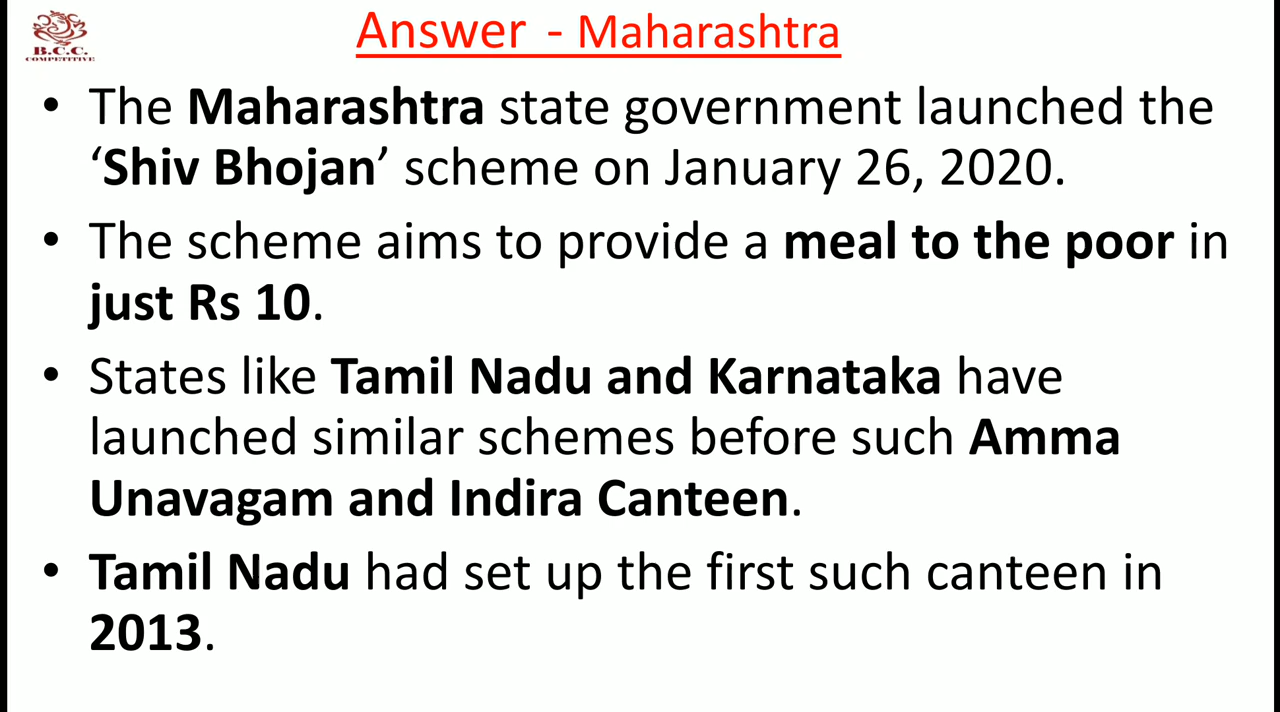 B.C.C.
COMPETITIVE
Answer - Maharashtra
• The Maharashtra state government launched the
‘Shiv Bhojan’ scheme on January 26, 2020.
• The scheme aims to provide a meal to the poor in
just Rs 10.
• States like Tamil Nadu and Karnataka have
launched similar schemes before such Amma
Unavagam and Indira Canteen.
• Tamil Nadu had set up the first such canteen in
2013.